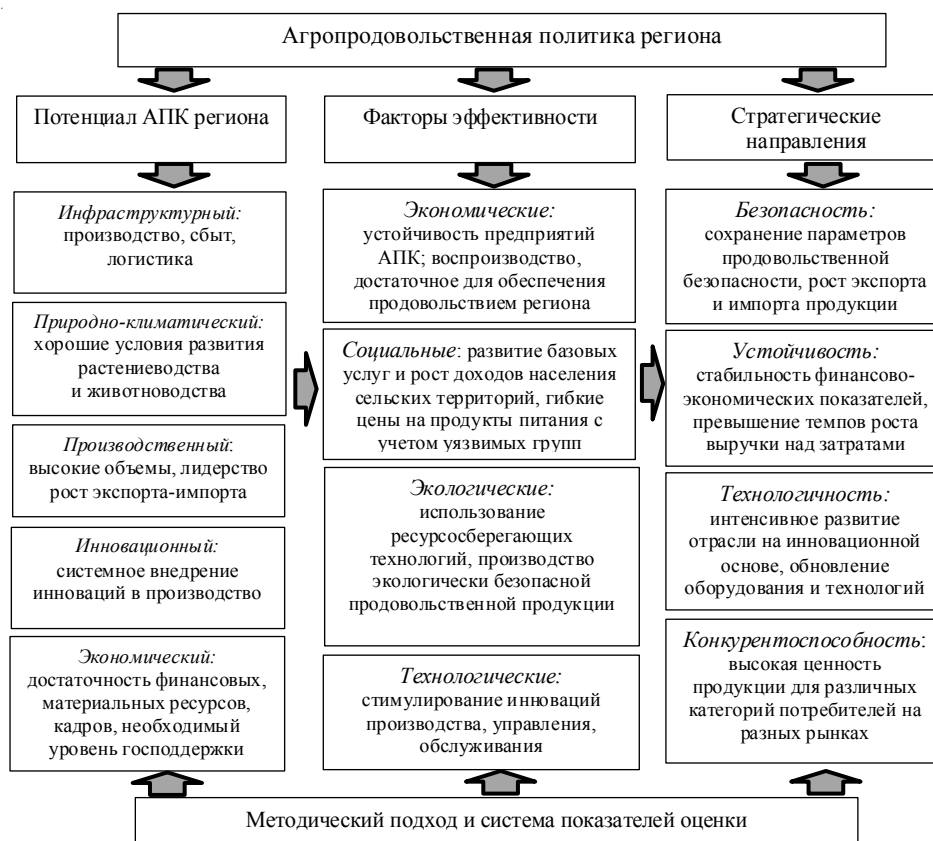 Агропродовольственная политика региона
Потенциал АПК региона
Факторы эффективности
Стратегические
направления
Инфраструктурный:
производство, сбыт,
логистика
Природно-климатический:
хорошие условия развития
растениеводства
и животноводства
Производственный:
высокие объемы, лидерство
рост экспорта-импорта
Инновационный:
системное внедрение
инноваций в производство
Экономический:
достаточность финансовых,
материальных ресурсов,
кадров, необходимый
уровень господдержки
Экономические:
устойчивость предприятий
АПК; воспроизводство,
достаточное для обеспечения
продовольствием региона
Социальные: развитие базовых
услуг и рост доходов населения
сельских территорий, гибкие
цены на продукты питания с
учетом уязвимых групп
Экологические:
использование
ресурсосберегающих
технологий, производство
экологически безопасной
продовольственной продукции
Технологические:
стимулирование инноваций
производства, управления,
обслуживания
Безопасность:
сохранение параметров
продовольственной
безопасности, рост экспорта
и импорта продукции
Устойчивость:
стабильность финансово-
экономических показателей,
превышение темпов роста
выручки над затратами
Технологичность:
интенсивное развитие
отрасли на инновационной
основе, обновление
оборудования и технологий
Конкурентоспособность:
высокая ценность
продукции для различных
категорий потребителей на
разных рынках
Методический подход и система показателей оценки